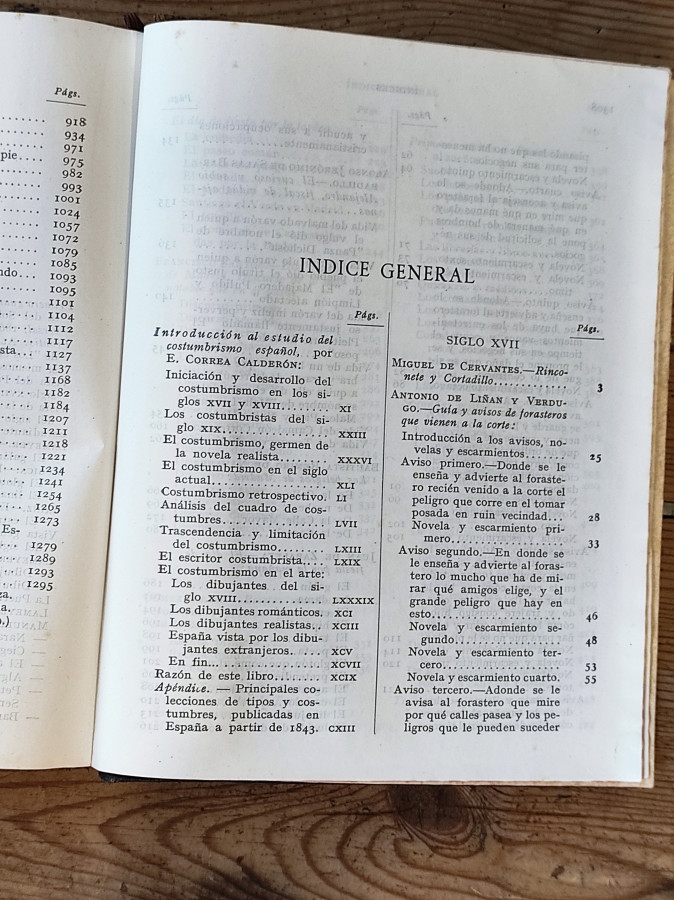 Págs.
918
934
971
pie.... 975
982
993
1001
1024
1057
1072
1079
1085
ndo... 1093
1095
1101
1104
1112
1117
sta... 1127
1137
1168
1182
1184
1207
1211
1218
1221
1234
1241
1254
1265
1273
Es-
1279
1289
1293
1295
INDICE GENERAL
Págs.
Introducción al estudio del
costumbrismo español, por
E. CORREA CALDERÓN:
Iniciación y desarrollo del
costumbrismo en los si-
glos XVII y XVIII........ XI
Los costumbristas del si-
glo XIX................ XXIII
El costumbrismo, germen de
la novela realista........ XXXVI
El costumbrismo en el siglo
actual.................. XLI
Costumbrismo retrospectivo. LI
Análisis del cuadro de cos-
tumbres................ LVII
Trascendencia y limitación
del costumbrismo........ LXIII
El escritor costumbrista.... LXIX
El costumbrismo en el arte:
Los dibujantes del si-
glo XVIII.............. LXXXIX
Los dibujantes románticos. XCI
Los dibujantes realistas.. XCIII
España vista por los dibu-
jantes extranjeros..... XCV
En fin................ XCVII
Razón de este libro........ XCIX
Apéndice. — Principales co-
lecciones de tipos y cos-
tumbres, publicadas en
España a partir de 1843. CXIII
Págs.
SIGLO XVII
MIGUEL DE CERVANTES.—Rinco-
nete y Cortadillo.............. 3
ANTONIO DE LIÑAN Y VERDU-
GO.—Guía y avisos de forasteros
que vienen a la corte:
Introducción a los avisos, no-
velas y escarmientos....... 25
Aviso primero.—Donde se le
enseña y advierte al foraste-
ro recién venido a la corte el
peligro que corre en el tomar
posada en ruin vecindad... 28
Novela y escarmiento pri-
mero.................. 33
Aviso segundo.—En donde se
le enseña y advierte al foras-
tero lo mucho que ha de mi-
rar qué amigos elige, y el
grande peligro que hay en
esto..................... 46
Novela y escarmiento se-
gundo.................. 48
Novela y escarmiento ter-
cero................... 53
Novela y escarmiento cuarto. 55
Aviso tercero.—Adonde se le
avisa al forastero que mire
por qué calles pasea y los pe-
ligros que le pueden suceder